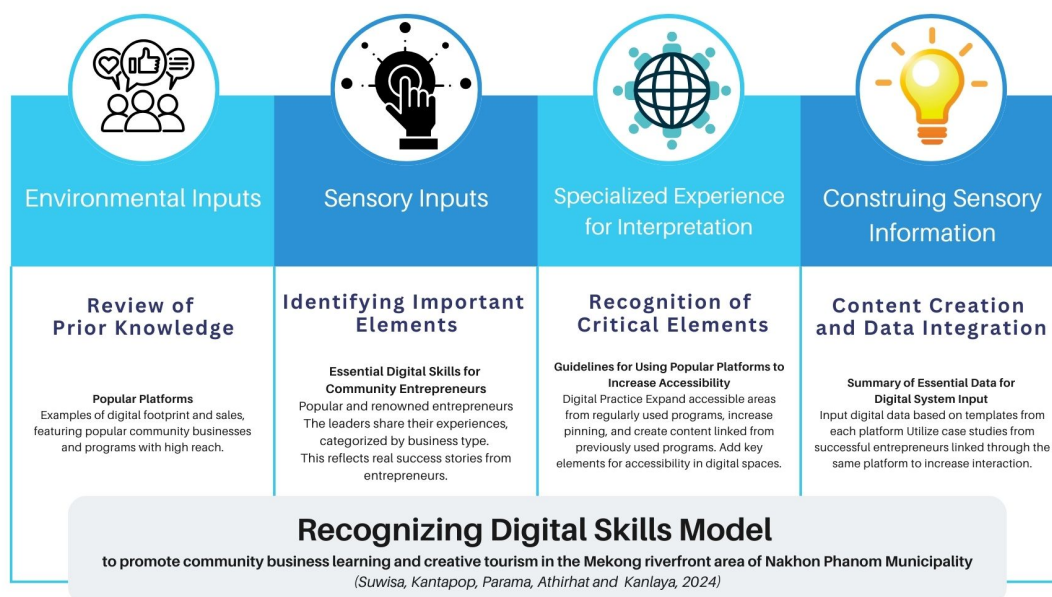 Environmental Inputs
Review of
Prior Knowledge
Popular Platforms
Examples of digital footprint and sales,
featuring popular community businesses
and programs with high reach.
Sensory Inputs
Identifying Important
Elements
Essential Digital Skills for
Community Entrepreneurs
Popular and renowned entrepreneurs
The leaders share their experiences,
categorized by business type.
This reflects real success stories from
entrepreneurs.
Specialized Experience
for Interpretation
Recognition of
Critical Elements
Guidelines for Using Popular Platforms to
Increase Accessibility
Digital Practice Expand accessible areas
from regularly used programs, increase
pinning, and create content linked from
previously used programs. Add key
elements for accessibility in digital spaces.
Construing Sensory
Information
Content Creation
and Data Integration
Summary of Essential Data for
Digital System Input
Input digital data based on templates from
each platform Utilize case studies from
successful entrepreneurs linked through the
same platform to increase interaction.
Recognizing Digital Skills Model
to promote community business learning and creative tourism in the Mekong riverfront area of Nakhon Phanom Municipality
(Suwisa, Kantapop, Parama, Athirhat and Kanlaya, 2024)